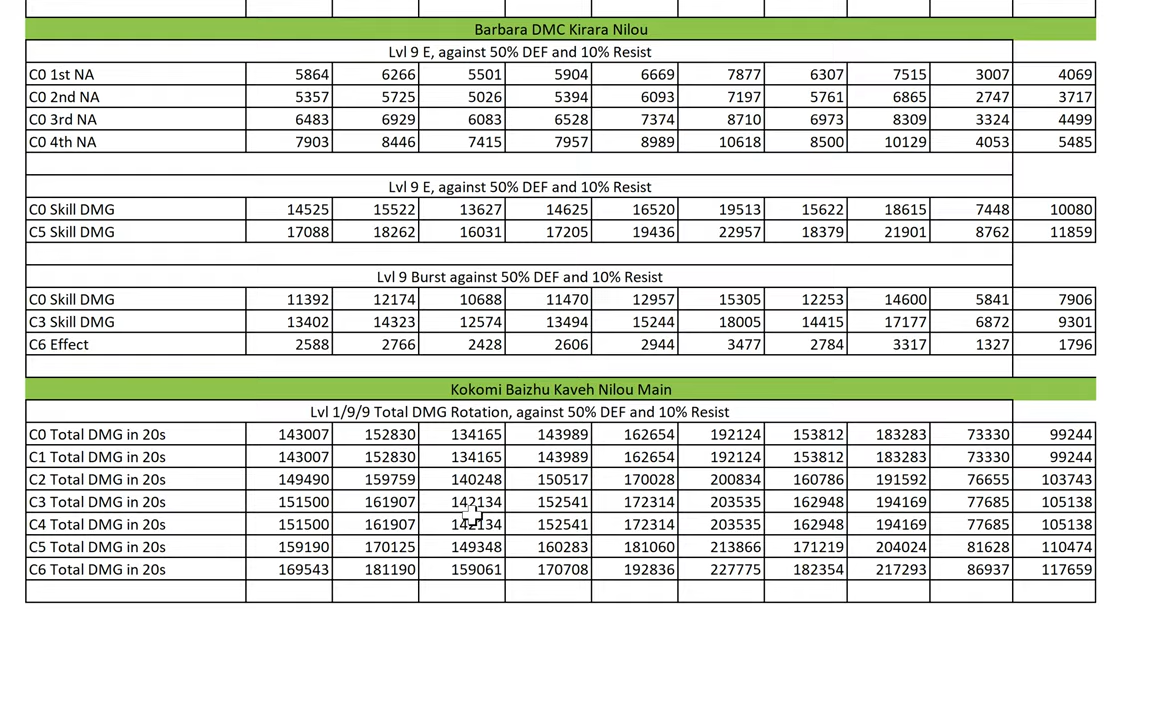 Barbara DMC Kirara Nilou
Lvl 9 E, against 50% DEF and 10% Resist
C0 1st NA 5864 6266 5501 5904 6669 7877 6307 7515 3007 4069
C0 2nd NA 5357 5725 5026 5394 6093 7197 5761 6865 2747 3717
C0 3rd NA 6483 6929 6083 6528 7374 8710 6973 8309 3324 4499
C0 4th NA 7903 8446 7415 7957 8989 10618 8500 10129 4053 5485
Lvl 9 E, against 50% DEF and 10% Resist
C0 Skill DMG 14525 15522 13627 14625 16520 19513 15622 18615 7448 10080
C5 Skill DMG 17088 18262 16031 17205 19436 22957 18379 21901 8762 11859
Lvl 9 Burst against 50% DEF and 10% Resist
C0 Skill DMG 11392 12174 10688 11470 12957 15305 12253 14600 5841 7906
C3 Skill DMG 13402 14323 12574 13494 15244 18005 14415 17177 6872 9301
C6 Effect 2588 2766 2428 2606 2944 3477 2784 3317 1327 1796
Kokomi Baizhu Kaveh Nilou Main
Lvl 1/9/9 Total DMG Rotation, against 50% DEF and 10% Resist
C0 Total DMG in 20s 143007 152830 134165 143989 162654 192124 153812 183283 73330 99244
C1 Total DMG in 20s 143007 152830 134165 143989 162654 192124 153812 183283 73330 99244
C2 Total DMG in 20s 149490 159759 140248 150517 170028 200834 160786 191592 76655 103743
C3 Total DMG in 20s 151500 161907 142134 152541 172314 203535 162948 194169 77685 105138
C4 Total DMG in 20s 151500 161907 142134 152541 172314 203535 162948 194169 77685 105138
C5 Total DMG in 20s 159190 170125 149348 160283 181060 213866 171219 204024 81628 110474
C6 Total DMG in 20s 169543 181190 159061 170708 192836 227775 182354 217293 86937 117659